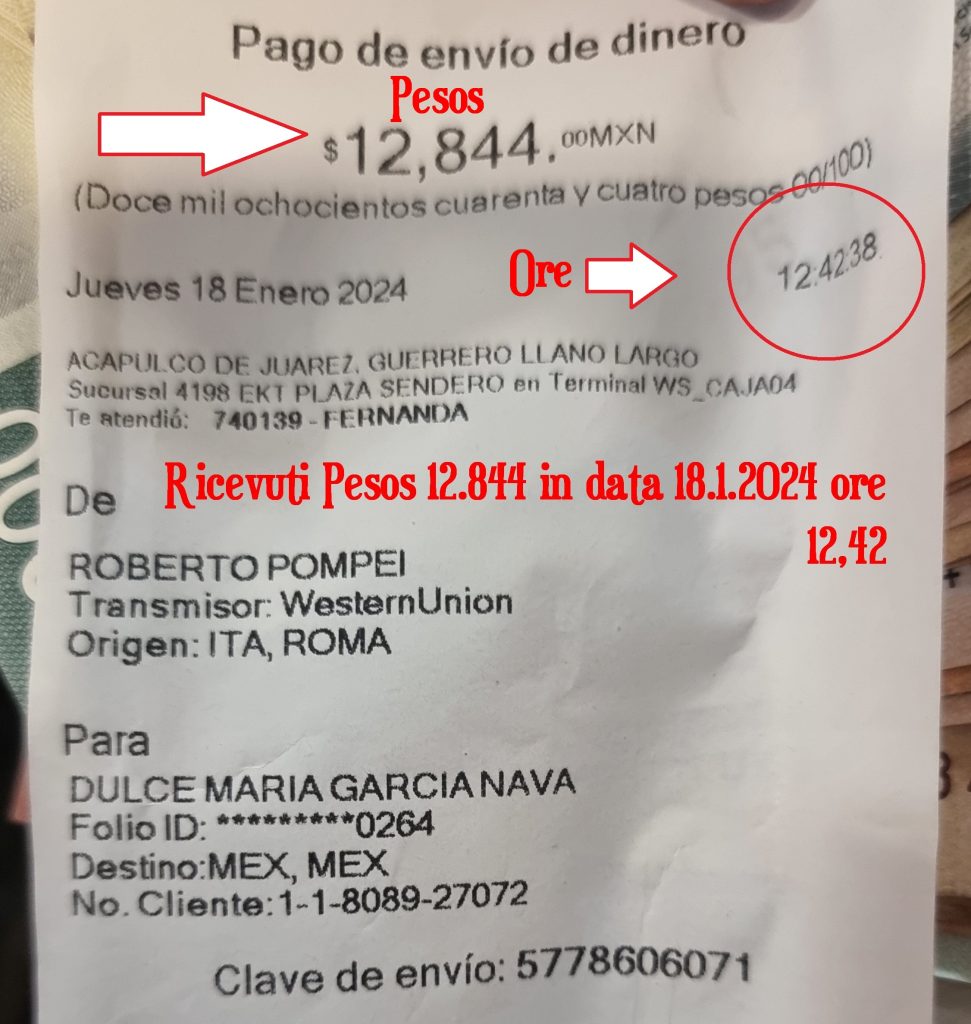 Pago de envío de dinero
Pesos
$12,844.00MXN
(Doce mil ochocientos cuarenta y cuatro pesos 00/100)
Ore
12:42:38
Jueves 18 Enero 2024
ACAPULCO DE JUAREZ, GUERRERO LLANO LARGO
Sucursal 4198 EKT PLAZA SENDERO en Terminal WS_CAJA04
Te atendió: 740139 - FERNANDA
Ricevuti Pesos 12.844 in data 18.1.2024 ore
12,42
De
ROBERTO POMPEI
Transmisor: WesternUnion
Origen: ITA, ROMA
Para
DULCE MARIA GARCIA NAVA
Folio ID: *********0264
Destino:MEX, MEX
No. Cliente:1-1-8089-27072
Clave de envío: 5778606071